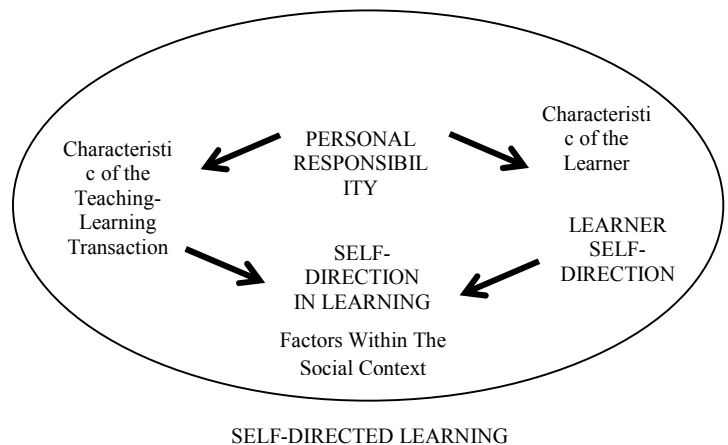 PERSONAL
RESPONSIBIL
ITY
Characteristi
c of the
Teaching-
Learning
Transaction
Characteristi
c of the
Learner
LEARNER
SELF-
DIRECTION
SELF-
DIRECTION
IN LEARNING
Factors Within The
Social Context
SELF-DIRECTED LEARNING